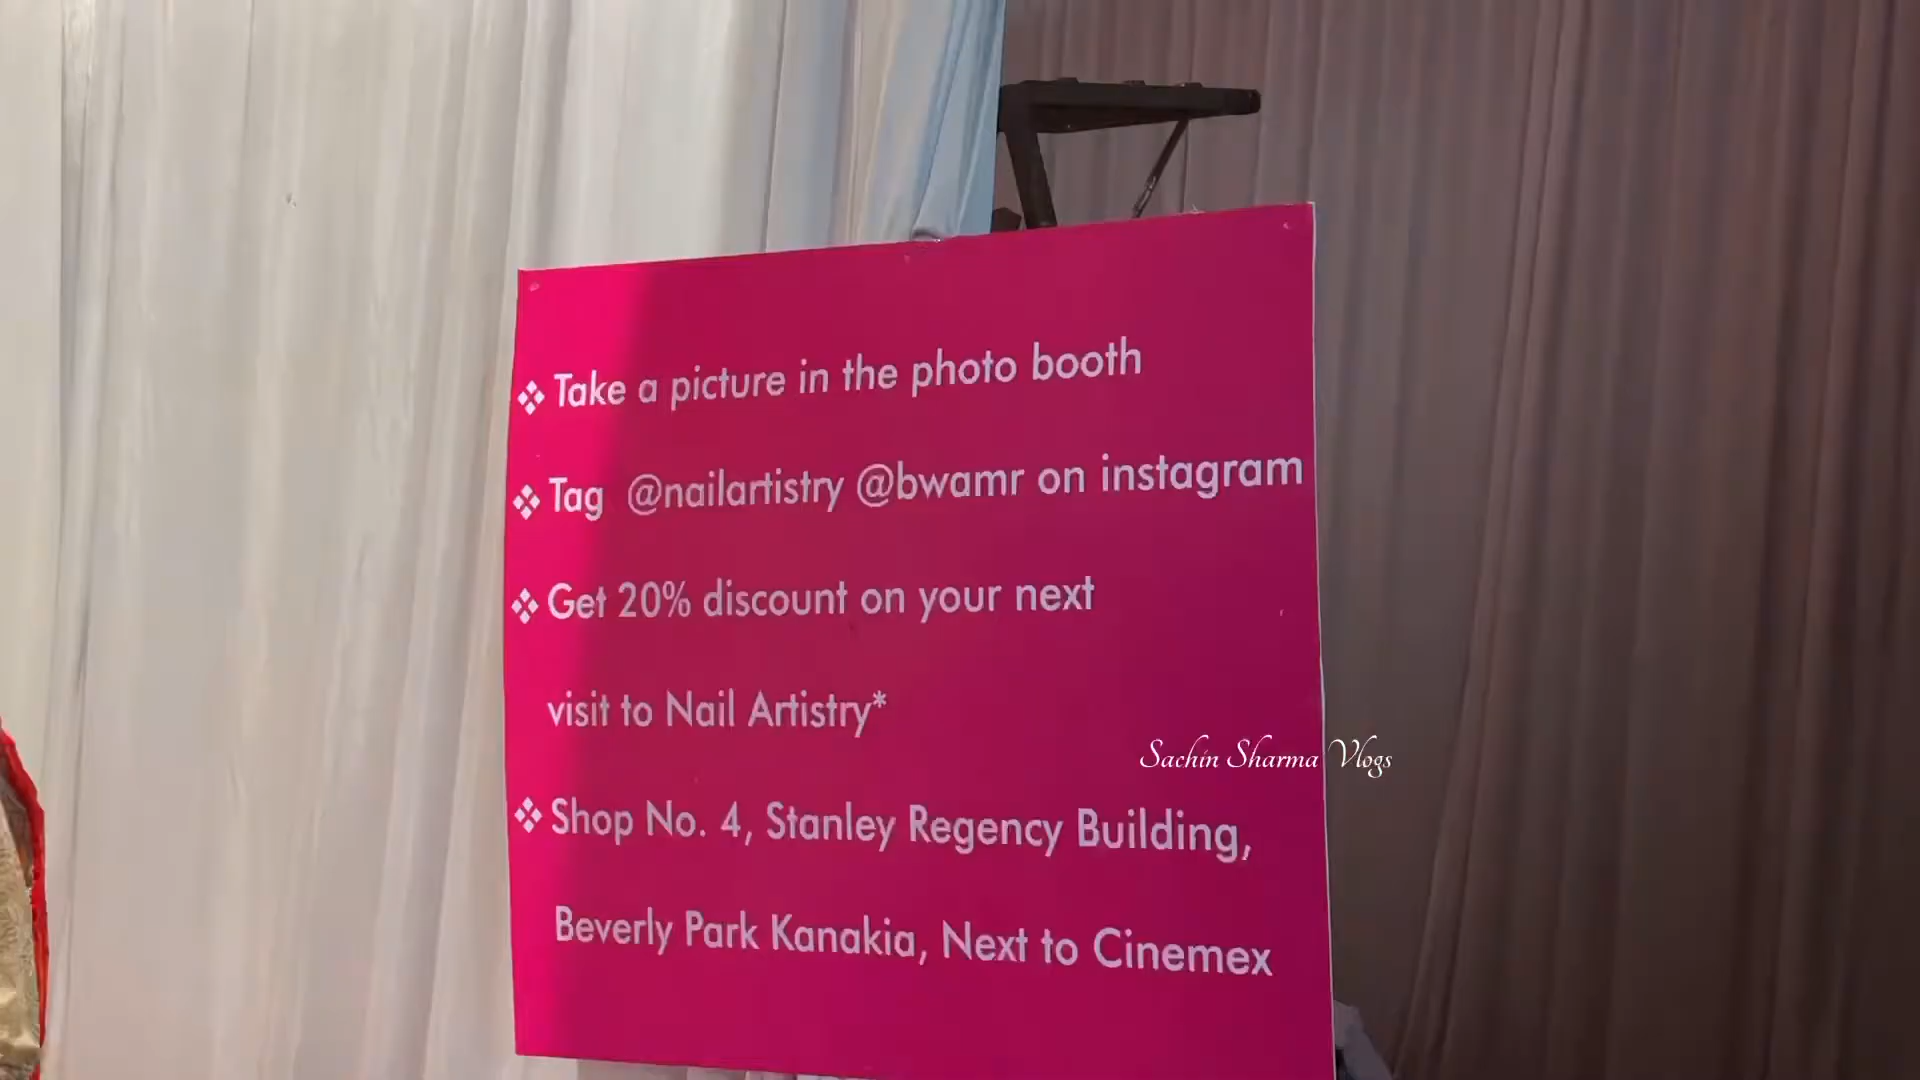 ❖ Take a picture in the photo booth
❖ Tag @nailartistry @bwamr on instagram
❖ Get 20% discount on your next
visit to Nail Artistry*
Sachin Sharma Vlogs
❖ Shop No. 4, Stanley Regency Building,
Beverly Park Kanakia, Next to Cinemex